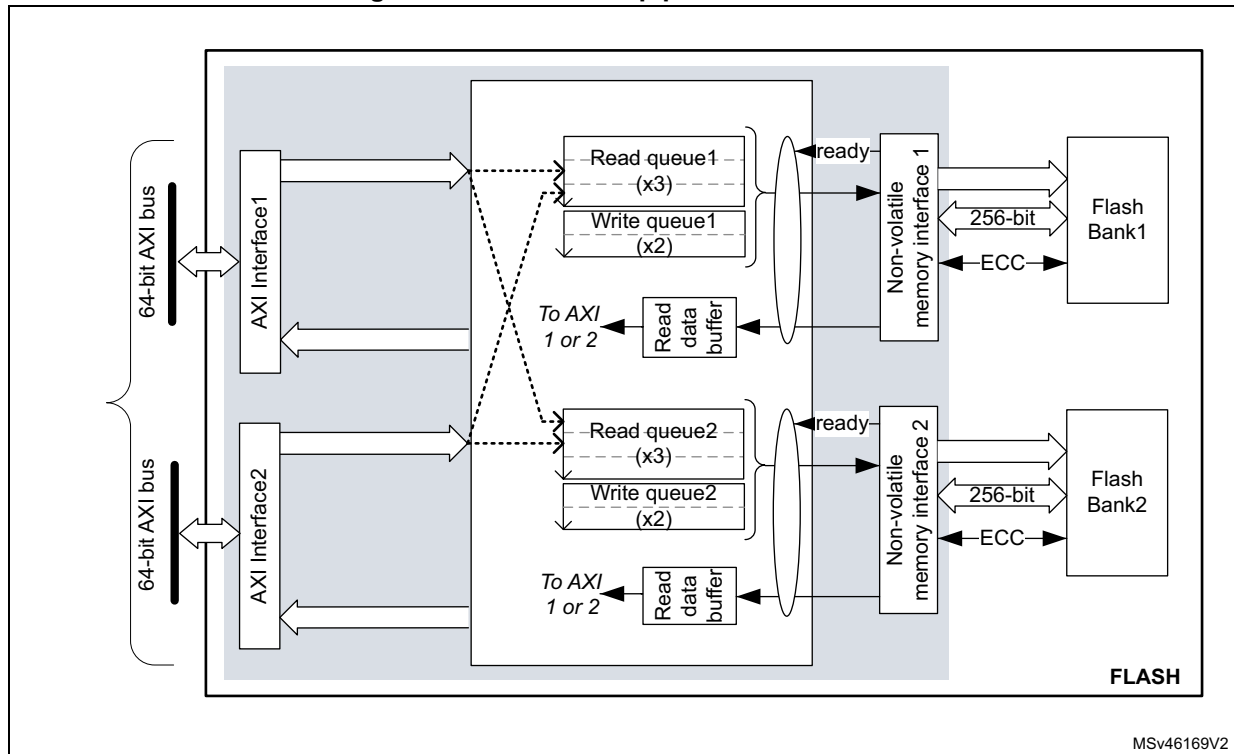 64-bit AXI bus
AXI Interface1
Read queue1
(x3)
Write queue1
(x2)
ready
To AXI
1 or 2
Read
data
buffer
Non-volatile
memory interface 1
256-bit
ECC
Flash
Bank1
64-bit AXI bus
AXI Interface2
Read queue2
(x3)
Write queue2
(x2)
ready
To AXI
1 or 2
Read
data
buffer
Non-volatile
memory interface 2
256-bit
ECC
Flash
Bank2
FLASH
MSv46169V2